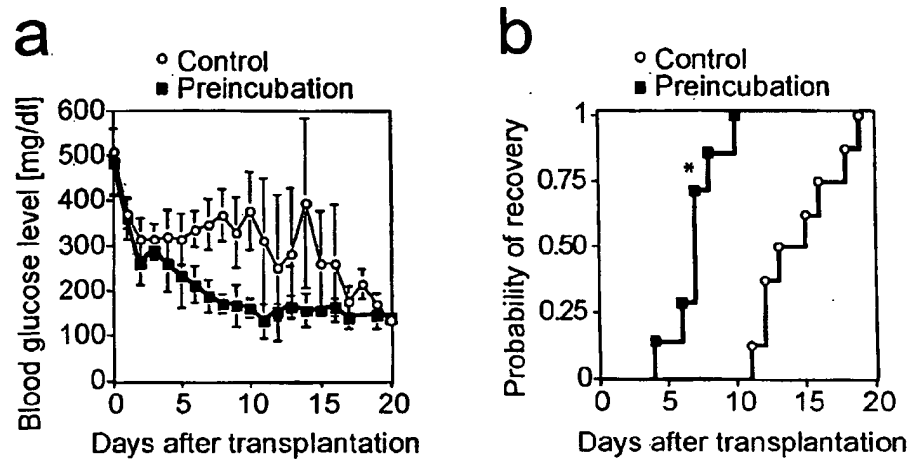 a
Control
Preincubation
Blood glucose level [mg/dl]
600
500
400
300
200
100
0
0 5 10 15 20
Days after transplantation
b
Control
Preincubation
Probability of recovery
1
0.75
0.50
0.25
0
*
0 5 10 15 20
Days after transplantation